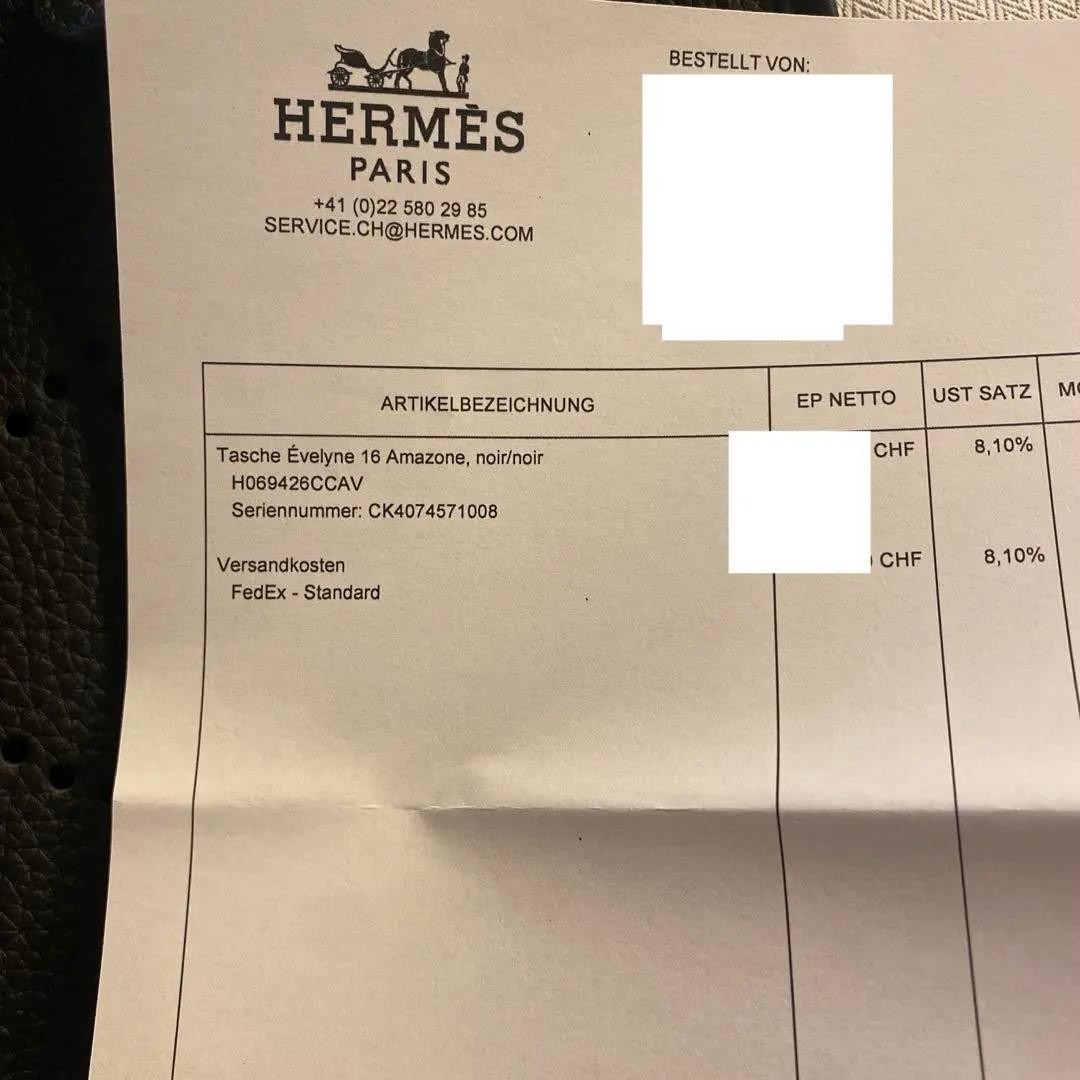 HERMÈS
PARIS
+41 (0)22 580 29 85
SERVICE.CH@HERMES.COM
BESTELLT VON:
ARTIKELBEZEICHNUNG EP NETTO UST SATZ
Tasche Évelyne 16 Amazone, noir/noir CHF 8,10%
H069426CCAV
Seriennummer: CK4074571008
Versandkosten CHF 8,10%
FedEx - Standard